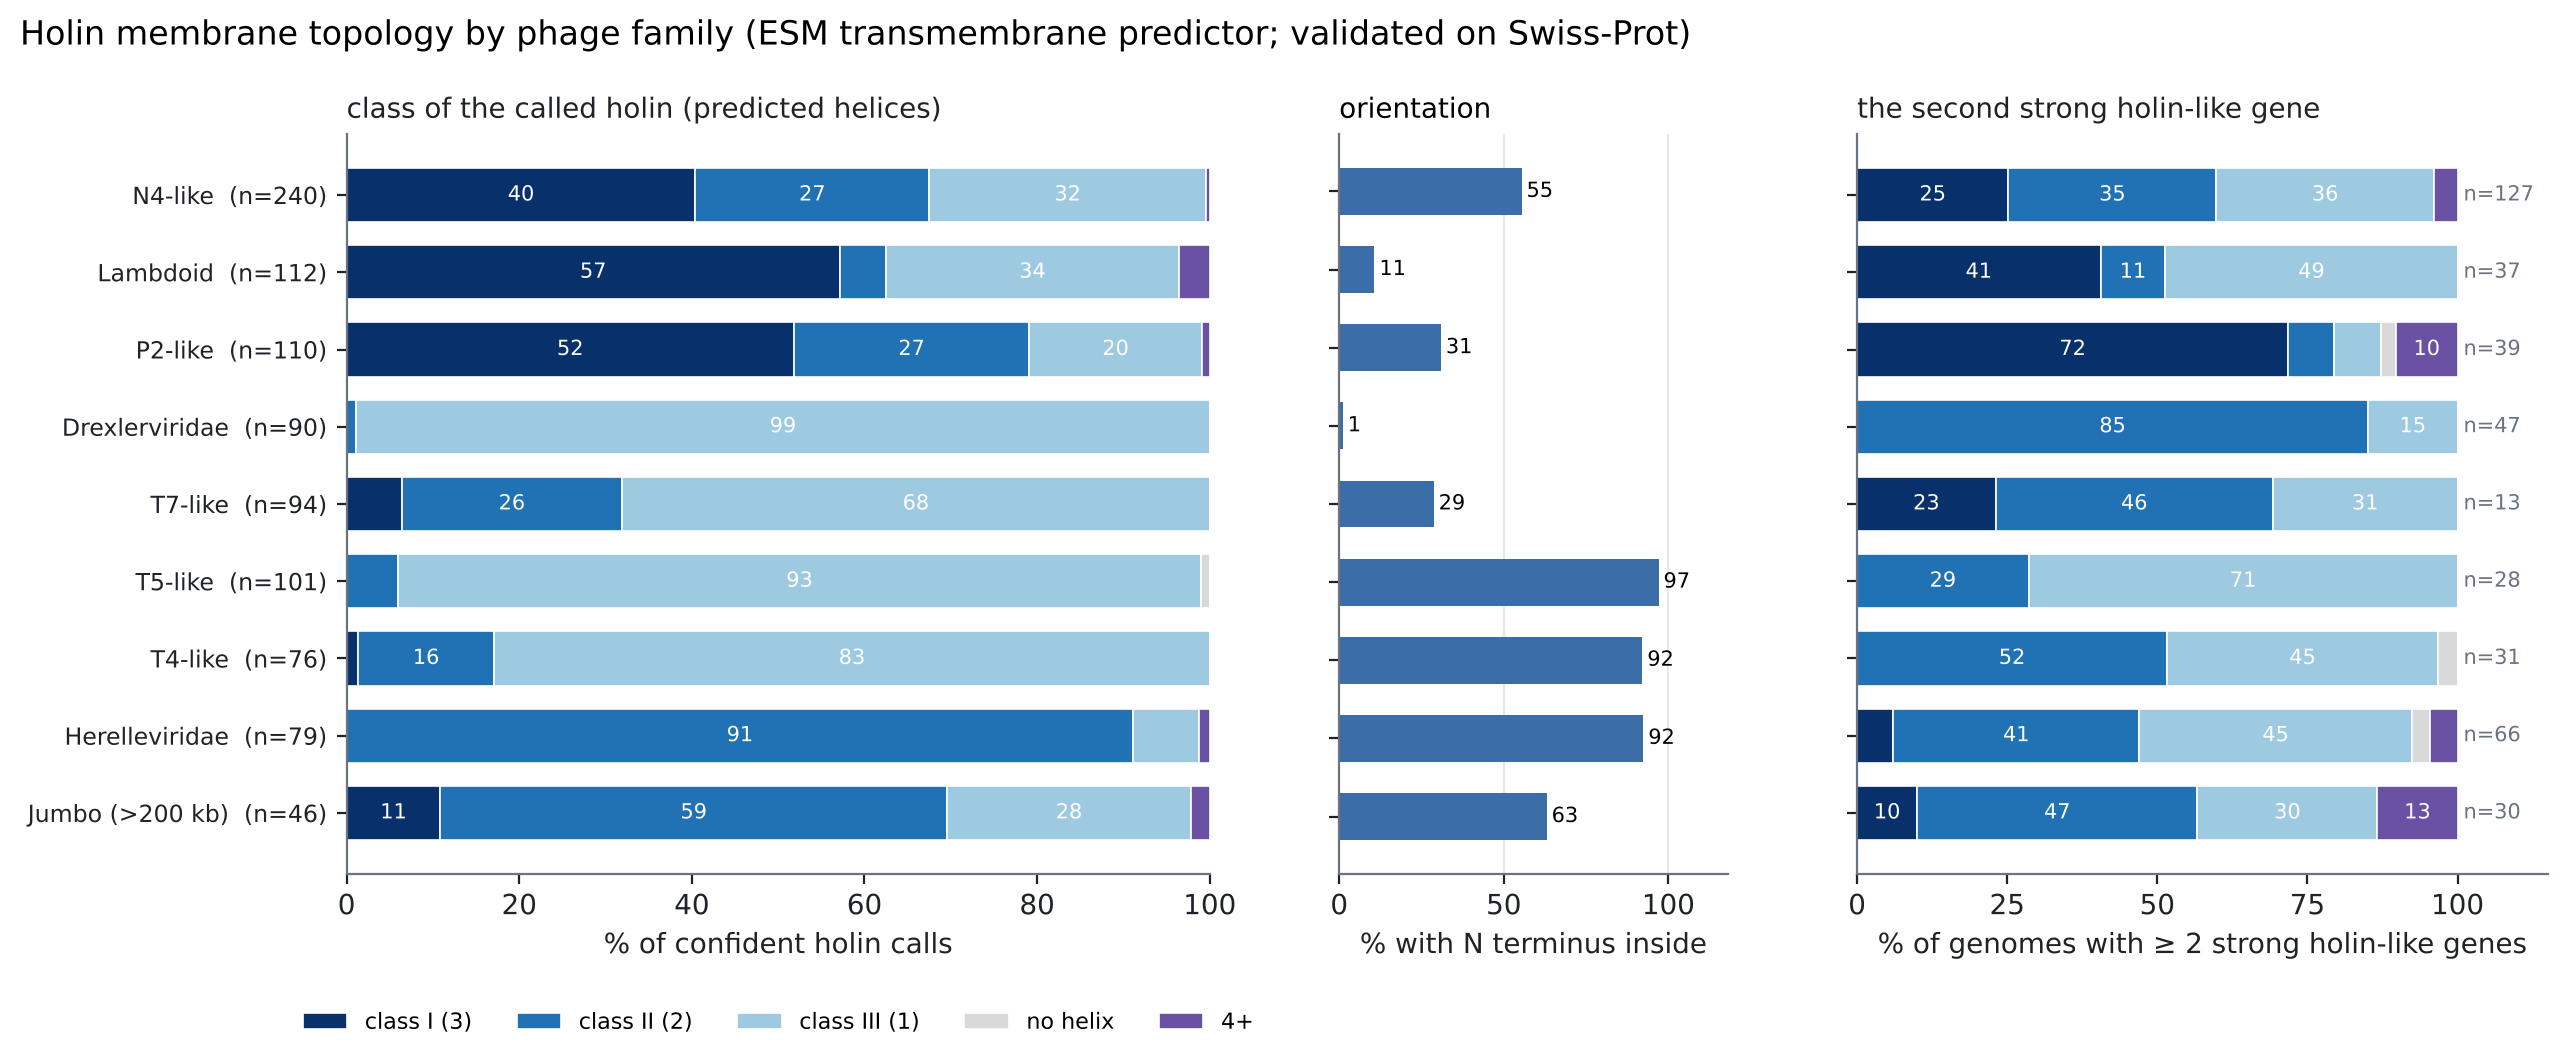 Holin membrane topology by phage family (ESM transmembrane predictor; validated on Swiss-Prot)
class of the called holin (predicted helices)
N4-like (n=240)
40
27
32
Lambdoid (n=112)
57
34
P2-like (n=110)
52
27
20
Drexlerviridae (n=90)
99
T7-like (n=94)
26
68
T5-like (n=101)
93
T4-like (n=76)
16
83
Herelleviridae (n=79)
91
Jumbo (>200 kb) (n=46)
11
59
28
0
20
40
60
80
100
% of confident holin calls
orientation
55
11
31
1
29
97
92
92
63
0
50
100
% with N terminus inside
the second strong holin-like gene
25
35
36
n=127
41
11
49
n=37
72
10
n=39
85
15
n=47
23
46
31
n=13
29
71
n=28
52
45
n=31
41
45
n=66
10
47
30
13
n=30
0
25
50
75
100
% of genomes with ≥ 2 strong holin-like genes
class I (3)
class II (2)
class III (1)
no helix
4+